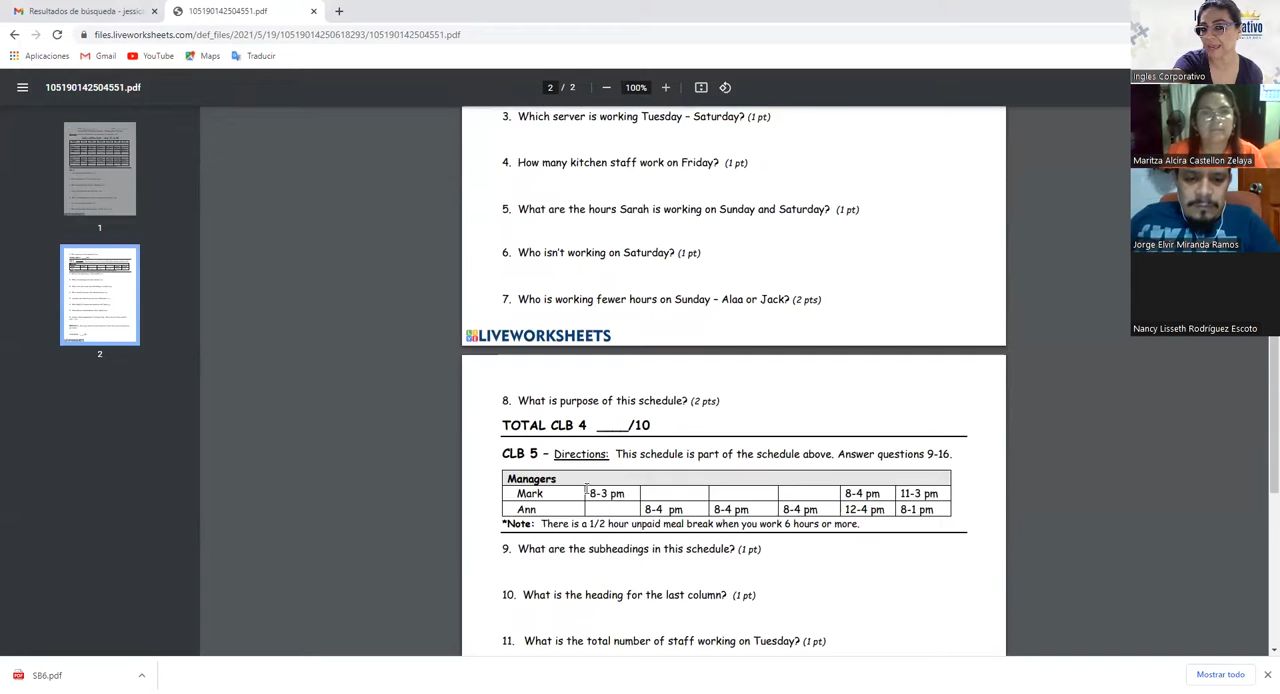 Resultados de búsqueda - jessic
105190142504551.pdf
files.liveworksheets.com/def_files/2021/5/19/10519014250618293/105190142504551.pdf
Aplicaciones
Gmail
YouTube
Maps
Traducir
105190142504551.pdf
2 / 2
100%
Ingles Corporativo
Maritza Alcira Castellon Zelaya
Jorge Elvir Miranda Ramos
Nancy Lisseth Rodríguez Escoto
1
2
3. Which server is working Tuesday – Saturday? (1 pt)
4. How many kitchen staff work on Friday? (1 pt)
5. What are the hours Sarah is working on Sunday and Saturday? (1 pt)
6. Who isn't working on Saturday? (1 pt)
7. Who is working fewer hours on Sunday – Alaa or Jack? (2 pts)
LIVEWORKSHEETS
8. What is purpose of this schedule? (2 pts)
TOTAL CLB 4 ____/10
CLB 5 – Directions: This schedule is part of the schedule above. Answer questions 9-16.
Managers
Mark 8-3 pm 8-4 pm 11-3 pm
Ann 8-4 pm 8-4 pm 8-4 pm 12-4 pm 8-1 pm
*Note: There is a 1/2 hour unpaid meal break when you work 6 hours or more.
9. What are the subheadings in this schedule? (1 pt)
10. What is the heading for the last column? (1 pt)
11. What is the total number of staff working on Tuesday? (1 pt)
SB6.pdf
Mostrar todo